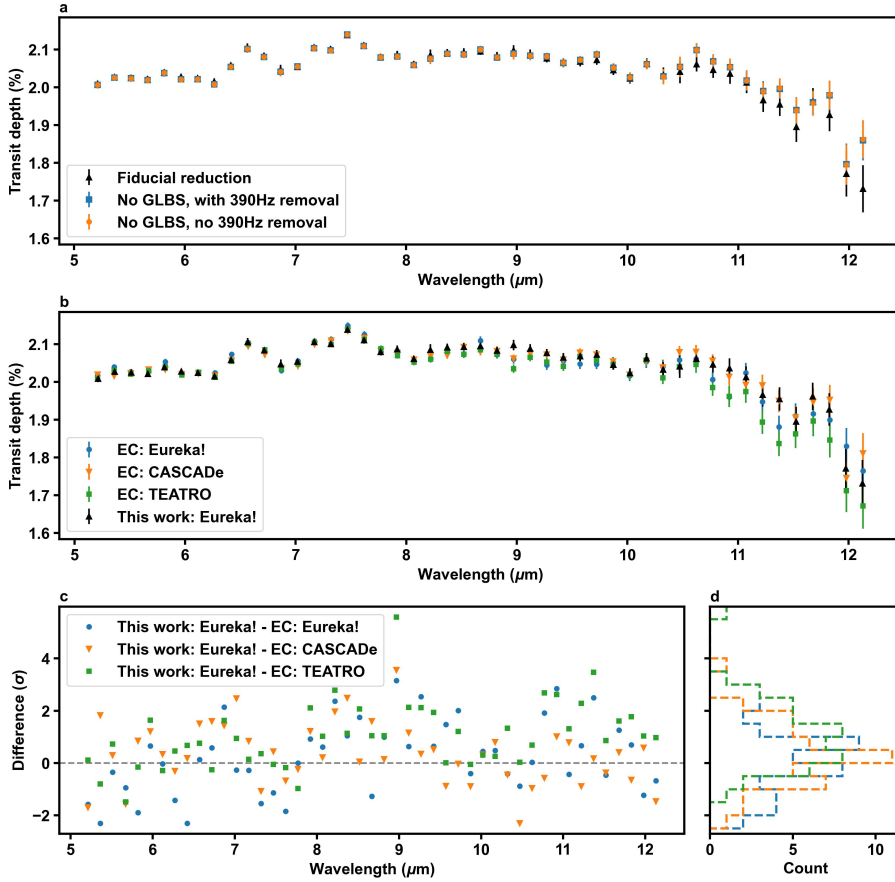 a
2.1
2.0
1.9
1.8
1.7
1.6
Transit depth (%)
Fiducial reduction
No GLBS, with 390Hz removal
No GLBS, no 390Hz removal
5 6 7 8 9 10 11 12
Wavelength (μm)
b
2.1
2.0
1.9
1.8
1.7
1.6
Transit depth (%)
EC: Eureka!
EC: CASCADe
EC: TEATRO
This work: Eureka!
5 6 7 8 9 10 11 12
Wavelength (μm)
c
4
2
0
−2
Difference (σ)
This work: Eureka! - EC: Eureka!
This work: Eureka! - EC: CASCADe
This work: Eureka! - EC: TEATRO
5 6 7 8 9 10 11 12
Wavelength (μm)
d
0 5 10
Count